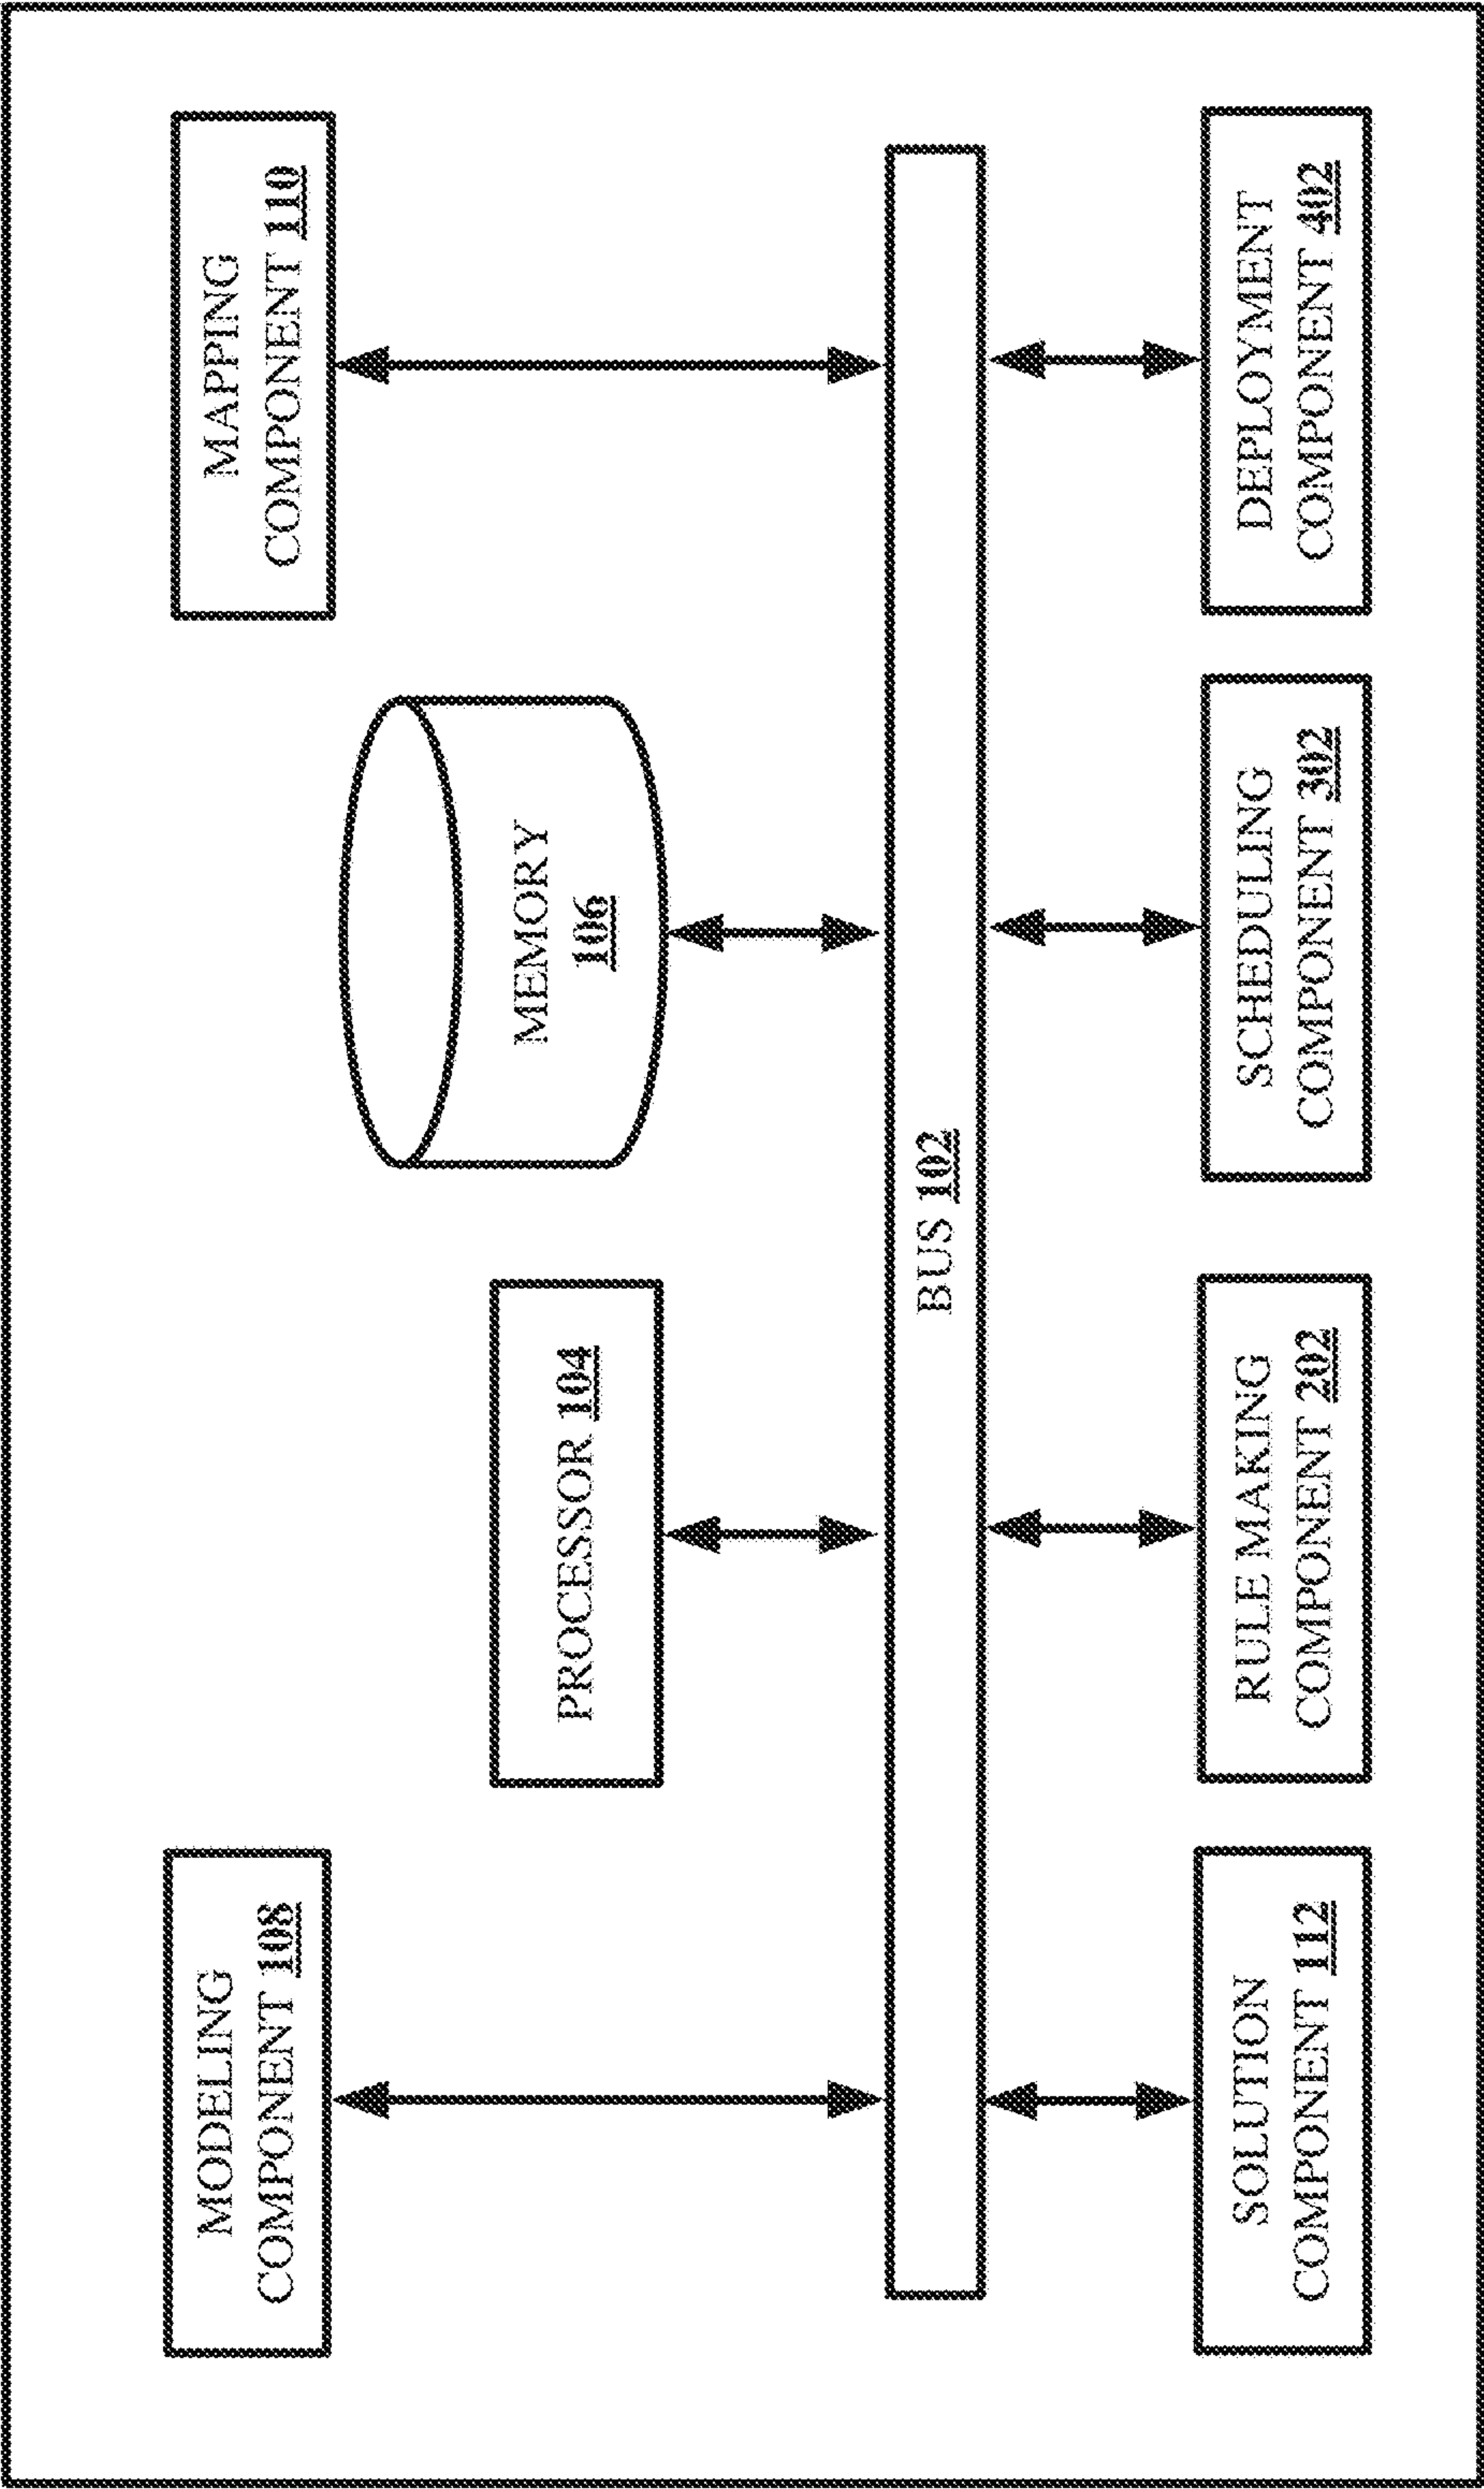 MODELING
COMPONENT 108
PROCESSOR 104
MEMORY
106
MAPPING
COMPONENT 110
BUS 102
SOLUTION
COMPONENT 112
RULE MAKING
COMPONENT 202
SCHEDULING
COMPONENT 302
DEPLOYMENT
COMPONENT 402